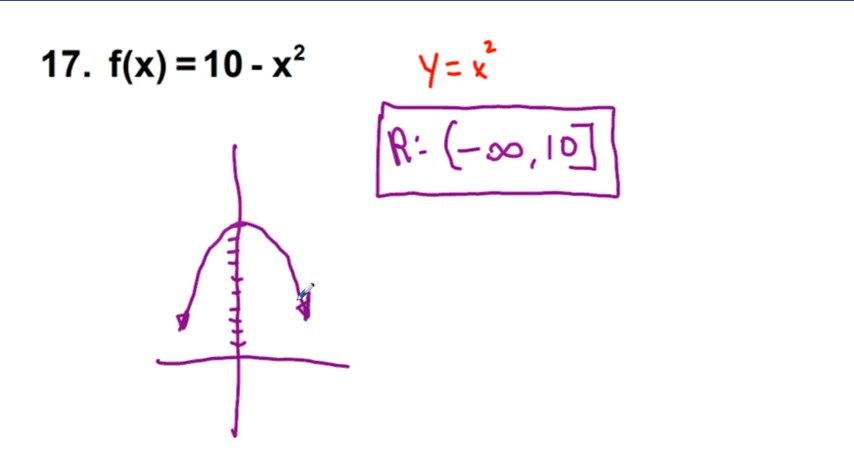 17. f(x) = 10 - x²
y = x²
R: (-∞, 10]